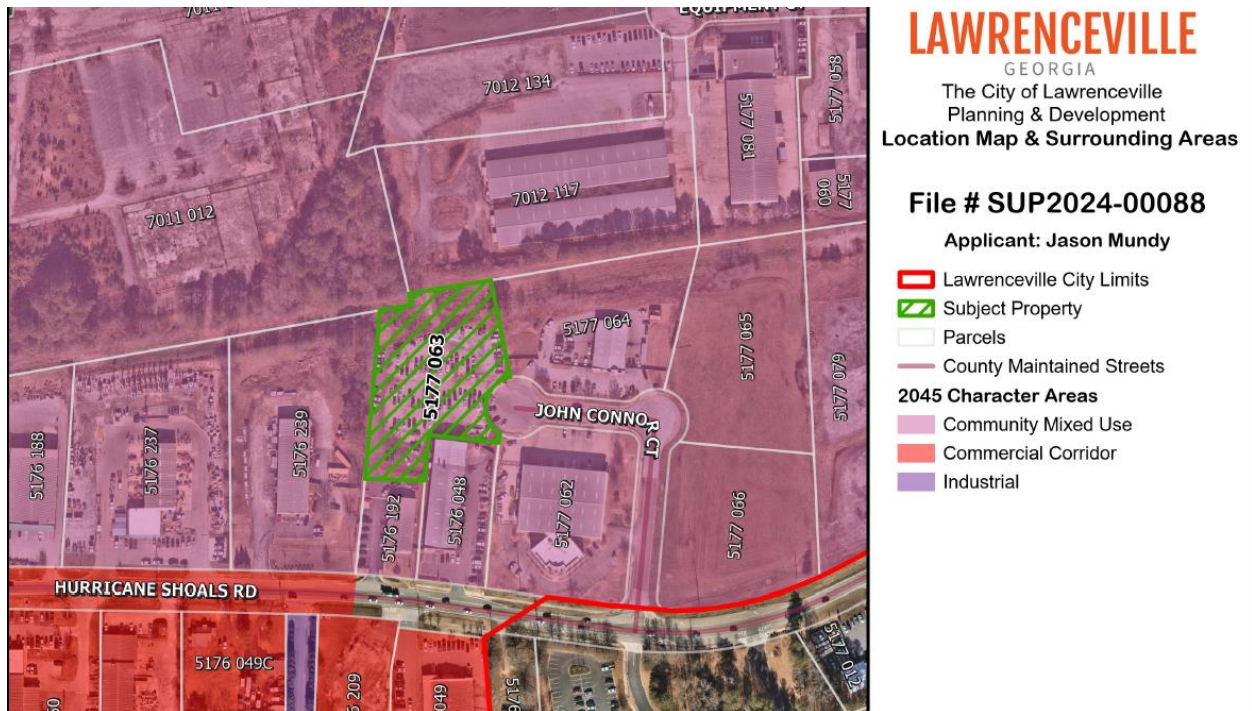 EQUIPMENT
7012 134
5177 058
5177 081
5177
060
7012 117
7011 012
5177 064
5177 065
5177 079
5177 063
JOHN CONNOR CT
5176 188
5176 237
5176 239
5176 192
5176 048
5177 062
5177 066
HURRICANE SHOALS RD
5176 049C
5177 012
LAWRENCEVILLE
GEORGIA
The City of Lawrenceville
Planning & Development
Location Map & Surrounding Areas
File # SUP2024-00088
Applicant: Jason Mundy
Lawrenceville City Limits
Subject Property
Parcels
County Maintained Streets
2045 Character Areas
Community Mixed Use
Commercial Corridor
Industrial